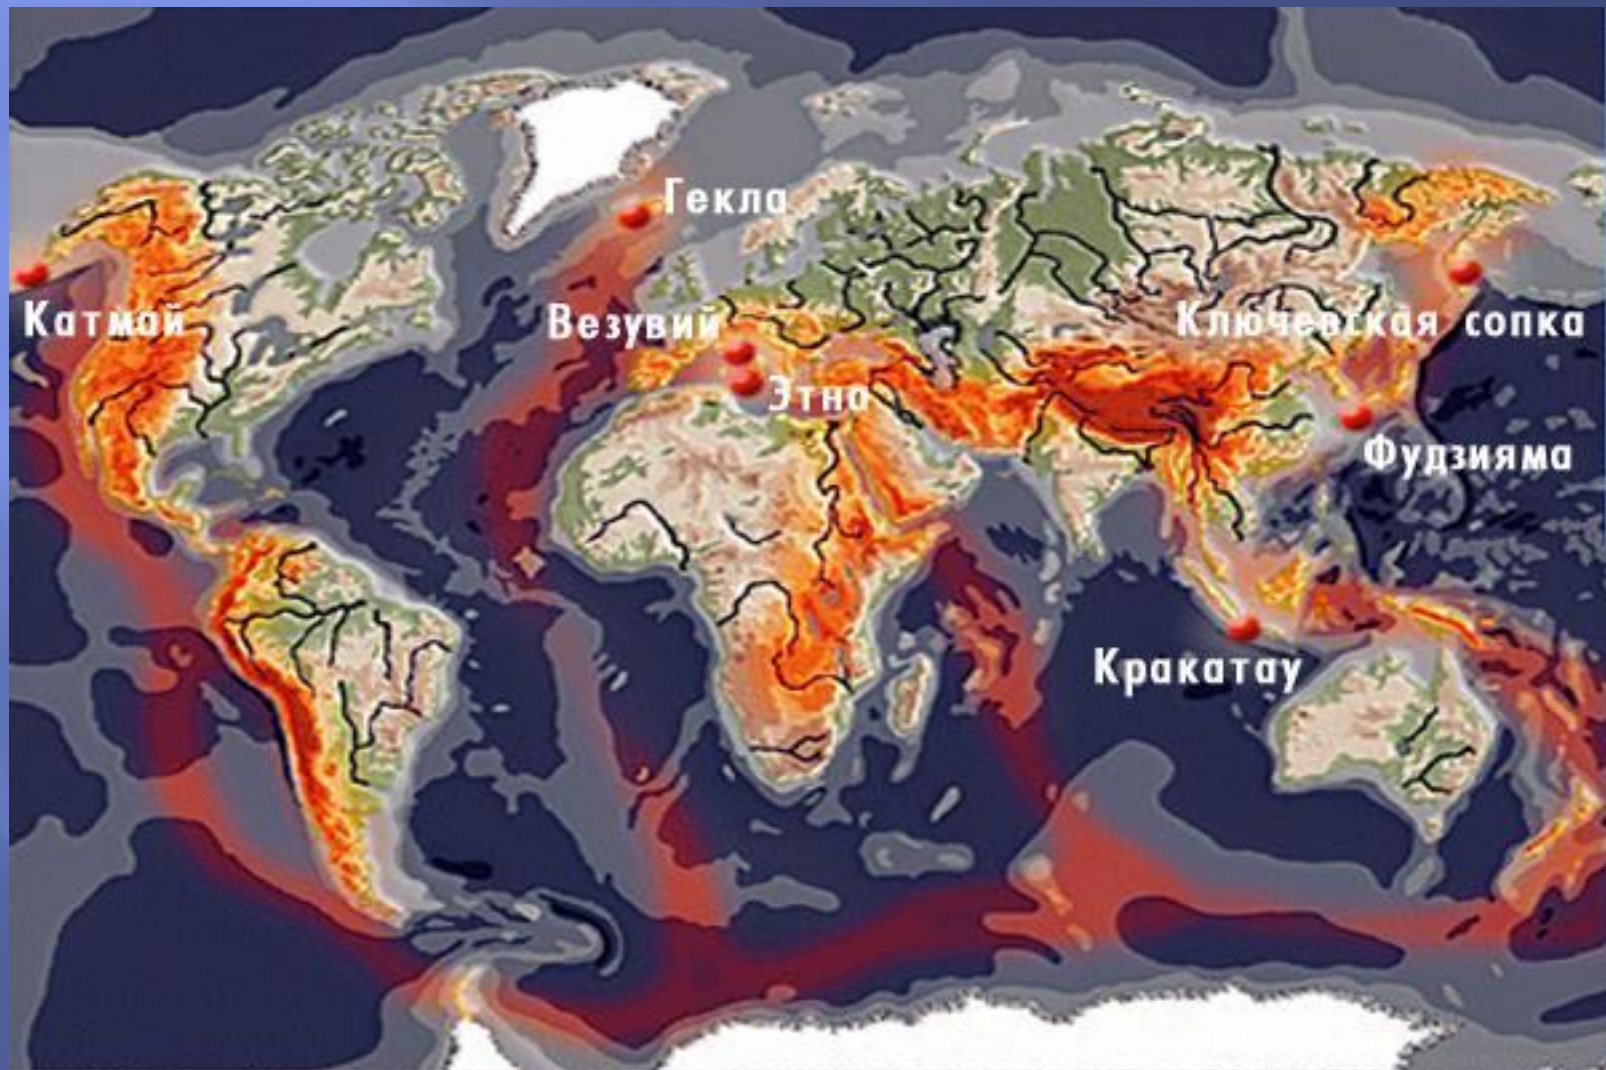 Гекла
Катмай
Везувий
Ключевская сопка
Этна
Фудзияма
Кракатау